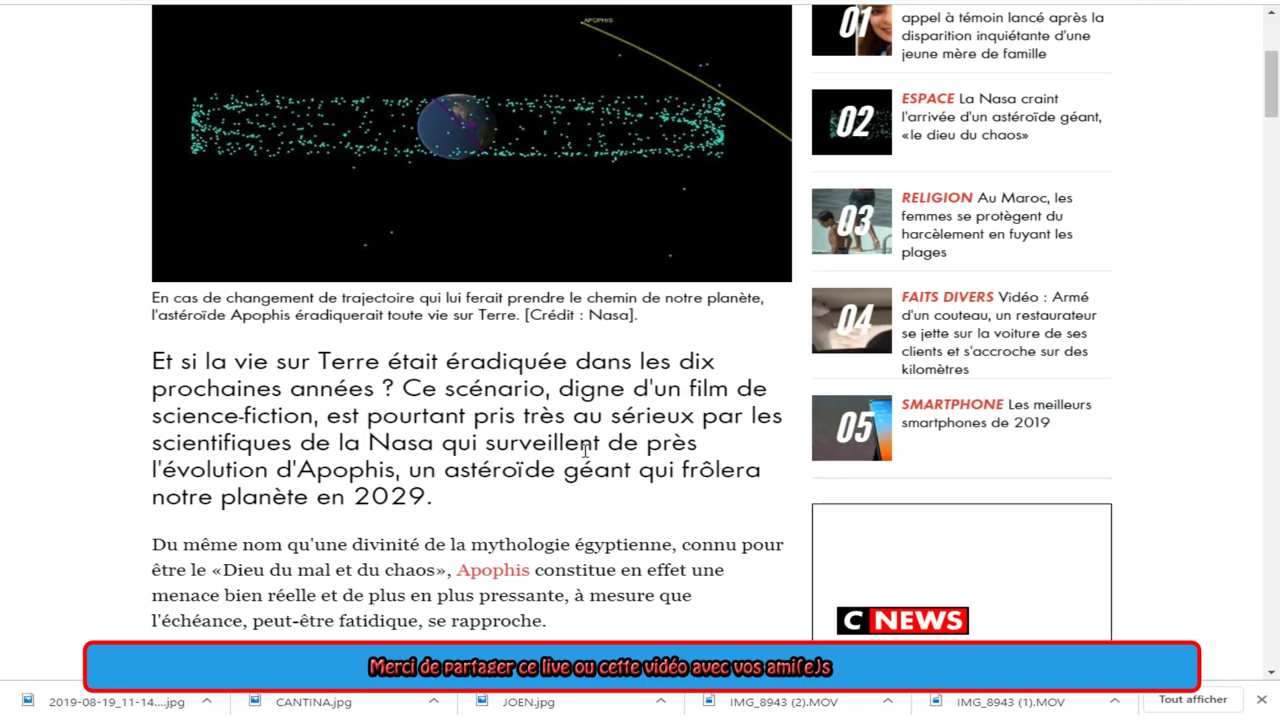 APOPHIS
En cas de changement de trajectoire qui lui ferait prendre le chemin de notre planète,
l'astéroïde Apophis éradiquerait toute vie sur Terre. [Crédit : Nasa].
Et si la vie sur Terre était éradiquée dans les dix
prochaines années ? Ce scénario, digne d'un film de
science-fiction, est pourtant pris très au sérieux par les
scientifiques de la Nasa qui surveillent de près
l'évolution d'Apophis, un astéroïde géant qui frôlera
notre planète en 2029.
Du même nom qu'une divinité de la mythologie égyptienne, connu pour
être le «Dieu du mal et du chaos», Apophis constitue en effet une
menace bien réelle et de plus en plus pressante, à mesure que
l'échéance, peut-être fatidique, se rapproche.
01
appel à témoin lancé après la
disparition inquiétante d'une
jeune mère de famille
02
ESPACE La Nasa craint
l'arrivée d'un astéroïde géant,
«le dieu du chaos»
03
RELIGION Au Maroc, les
femmes se protègent du
harcèlement en fuyant les
plages
04
FAITS DIVERS Vidéo : Armé
d'un couteau, un restaurateur
se jette sur la voiture de ses
clients et s'accroche sur des
kilomètres
05
SMARTPHONE Les meilleurs
smartphones de 2019
C NEWS
Merci de partager ce live ou cette vidéo avec vos ami(e)s
2019-08-19_11-14....jpg
CANTINA.jpg
JOEN.jpg
IMG_8943 (2).MOV
IMG_8943 (1).MOV
Tout afficher